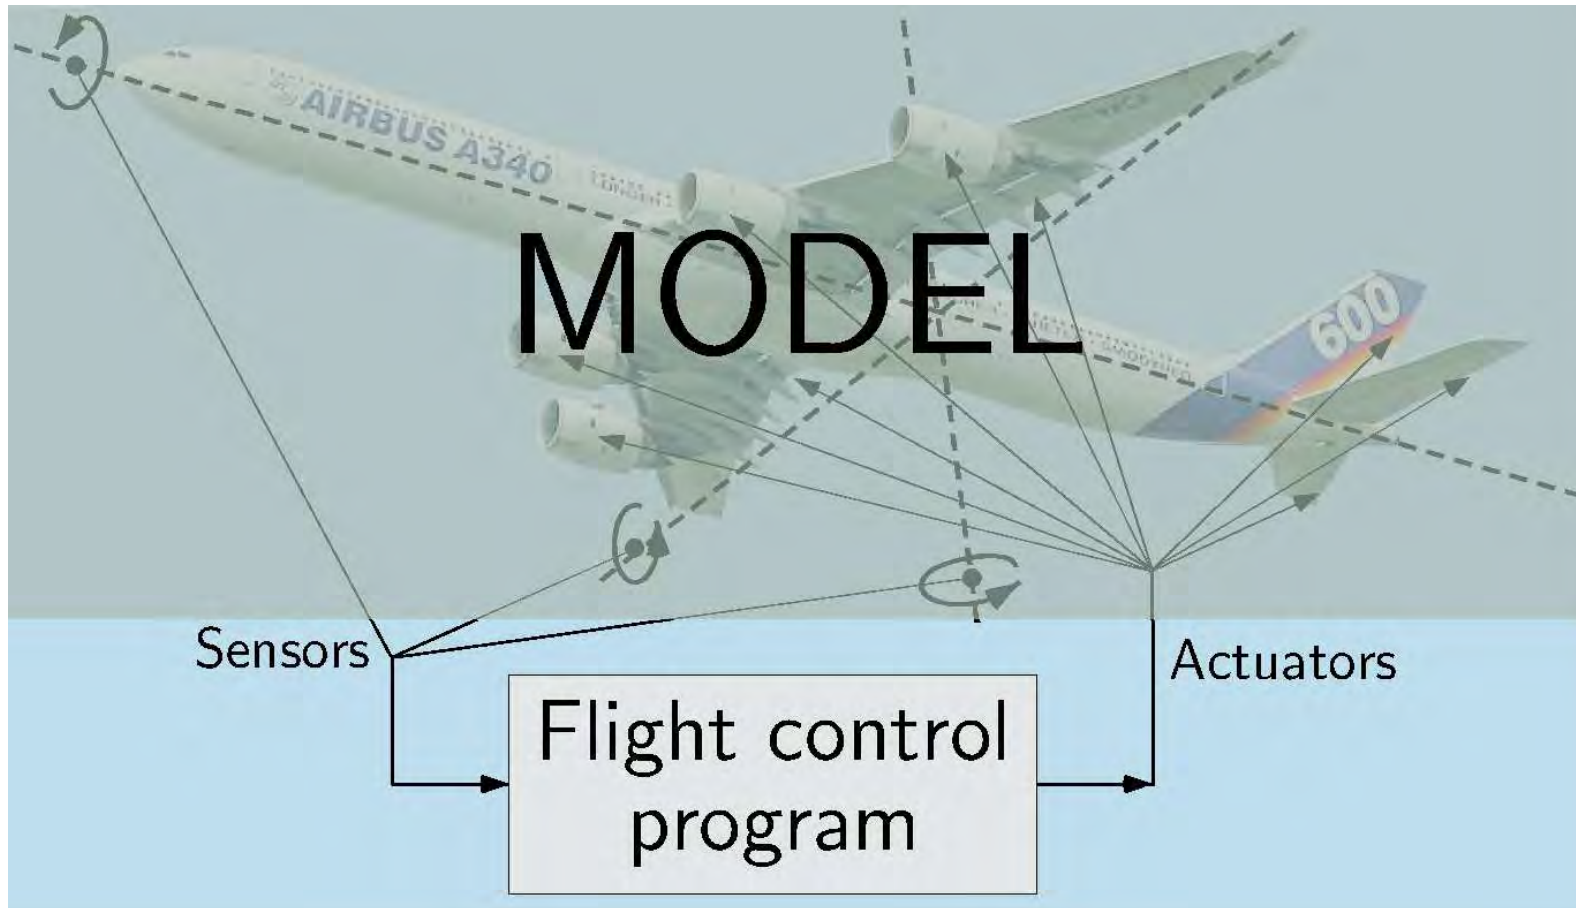 AIRBUS A340
MODEL
600
Sensors
Actuators
Flight control
program